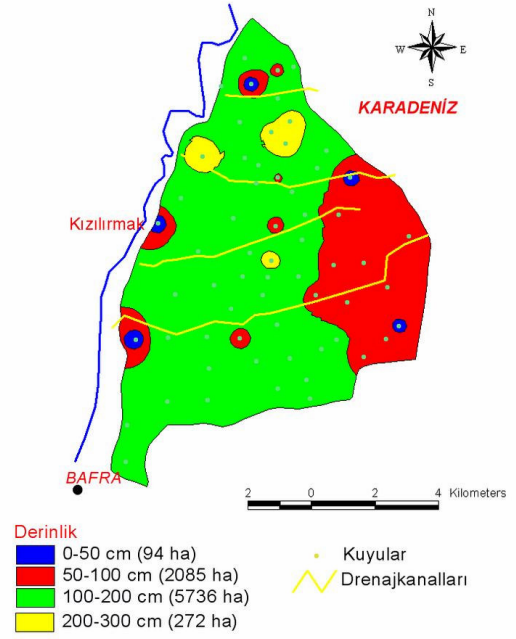 N
W E
S
KARADENİZ
Kızılırmak
BAFRA
2 0 2 4 Kilometers
Derinlik
0-50 cm (94 ha)
50-100 cm (2085 ha)
100-200 cm (5736 ha)
200-300 cm (272 ha)
Kuyular
Drenajkanalları